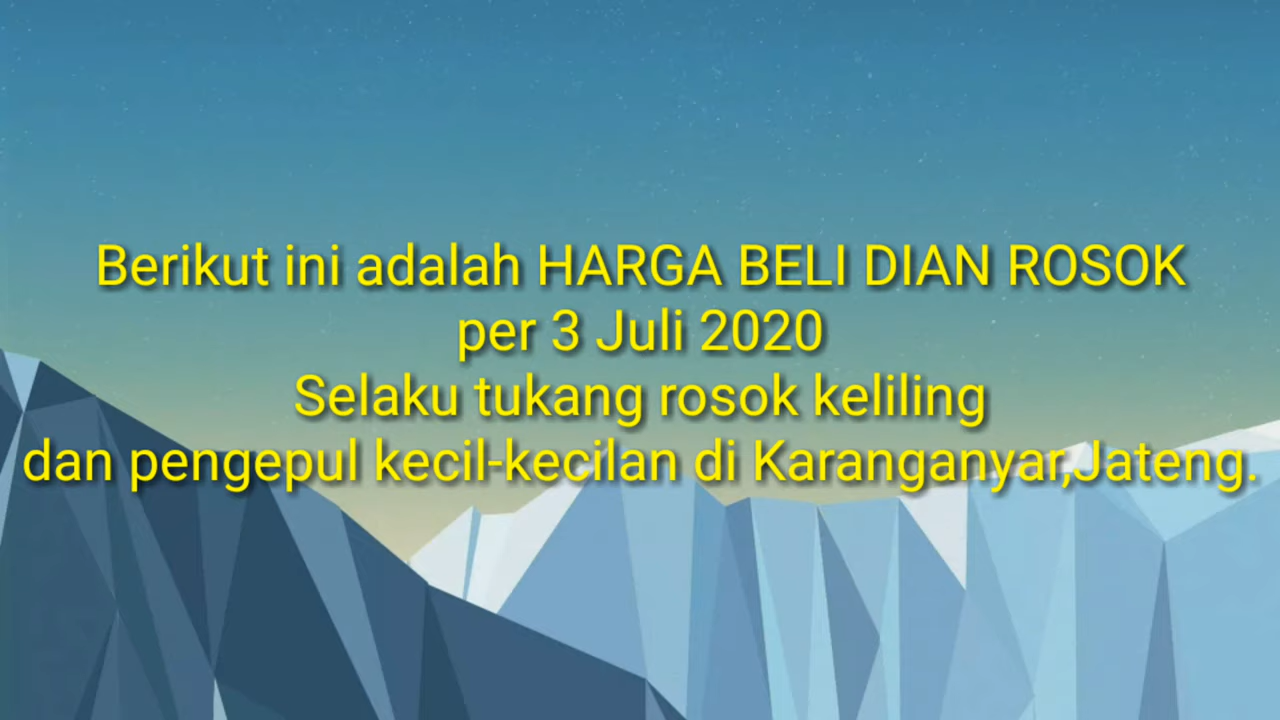 Berikut ini adalah HARGA BELI DIAN ROSOK
per 3 Juli 2020
Selaku tukang rosok keliling
dan pengepul kecil-kecilan di Karanganyar,Jateng.